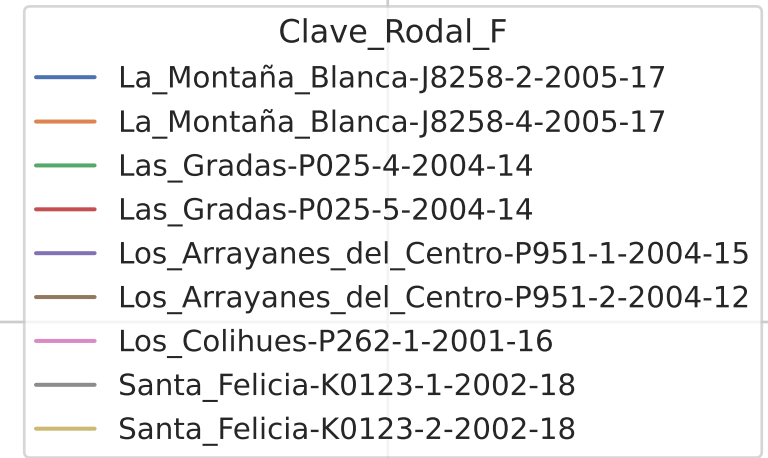 Clave_Rodal_F
La_Montaña_Blanca-J8258-2-2005-17
La_Montaña_Blanca-J8258-4-2005-17
Las_Gradas-P025-4-2004-14
Las_Gradas-P025-5-2004-14
Los_Arrayanes_del_Centro-P951-1-2004-15
Los_Arrayanes_del_Centro-P951-2-2004-12
Los_Colihues-P262-1-2001-16
Santa_Felicia-K0123-1-2002-18
Santa_Felicia-K0123-2-2002-18